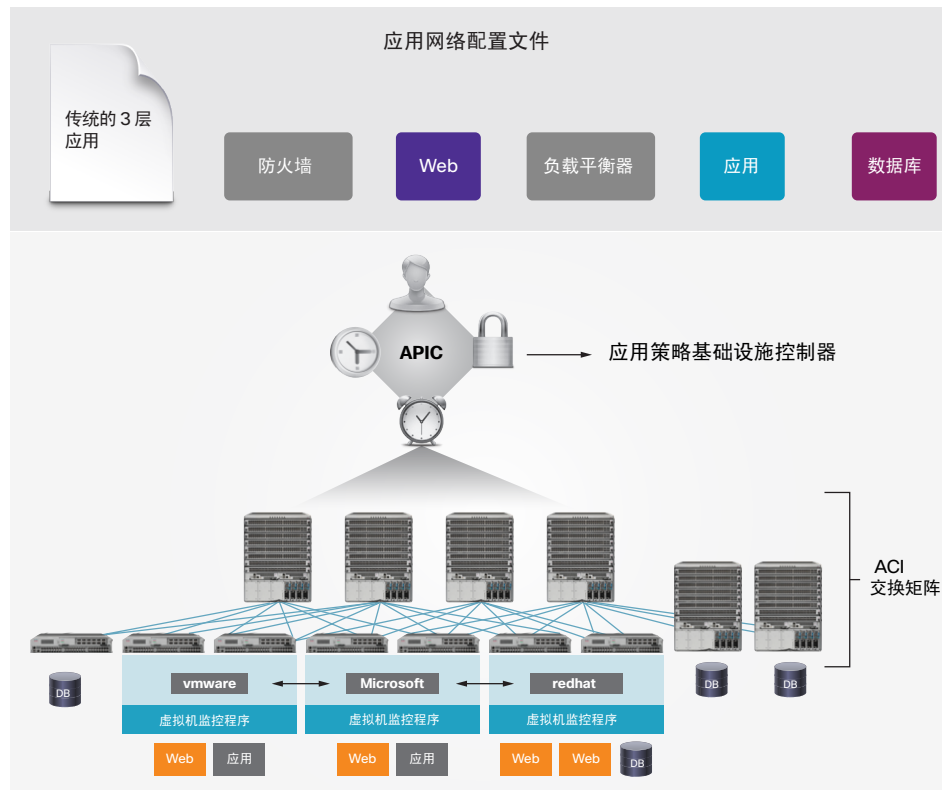 应用网络配置文件
传统的 3 层
应用
防火墙
Web
负载平衡器
应用
数据库
APIC
应用策略基础设施控制器
ACI
交换矩阵
DB
vmware
Microsoft
redhat
DB
DB
虚拟机监控程序
虚拟机监控程序
虚拟机监控程序
Web
应用
Web
应用
Web
Web
DB